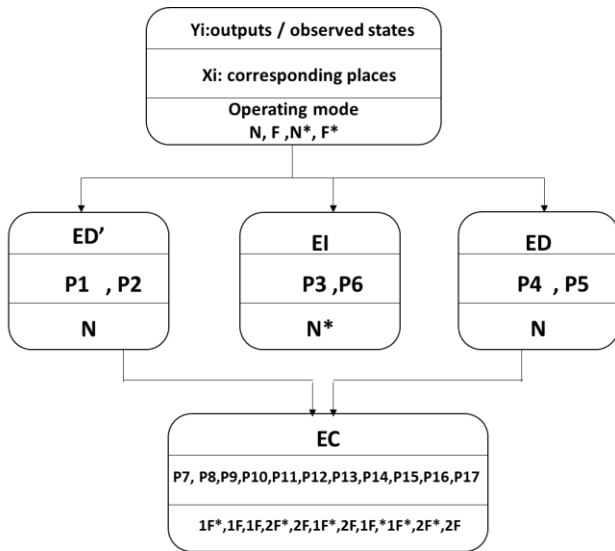 Yi:outputs / observed states
Xi: corresponding places
Operating mode
N, F ,N*, F*
ED'
P1 , P2
N
EI
P3 ,P6
N*
ED
P4 , P5
N
EC
P7, P8,P9,P10,P11,P12,P13,P14,P15,P16,P17
1F*,1F,1F,2F*,2F,1F*,2F,1F,*1F*,2F*,2F